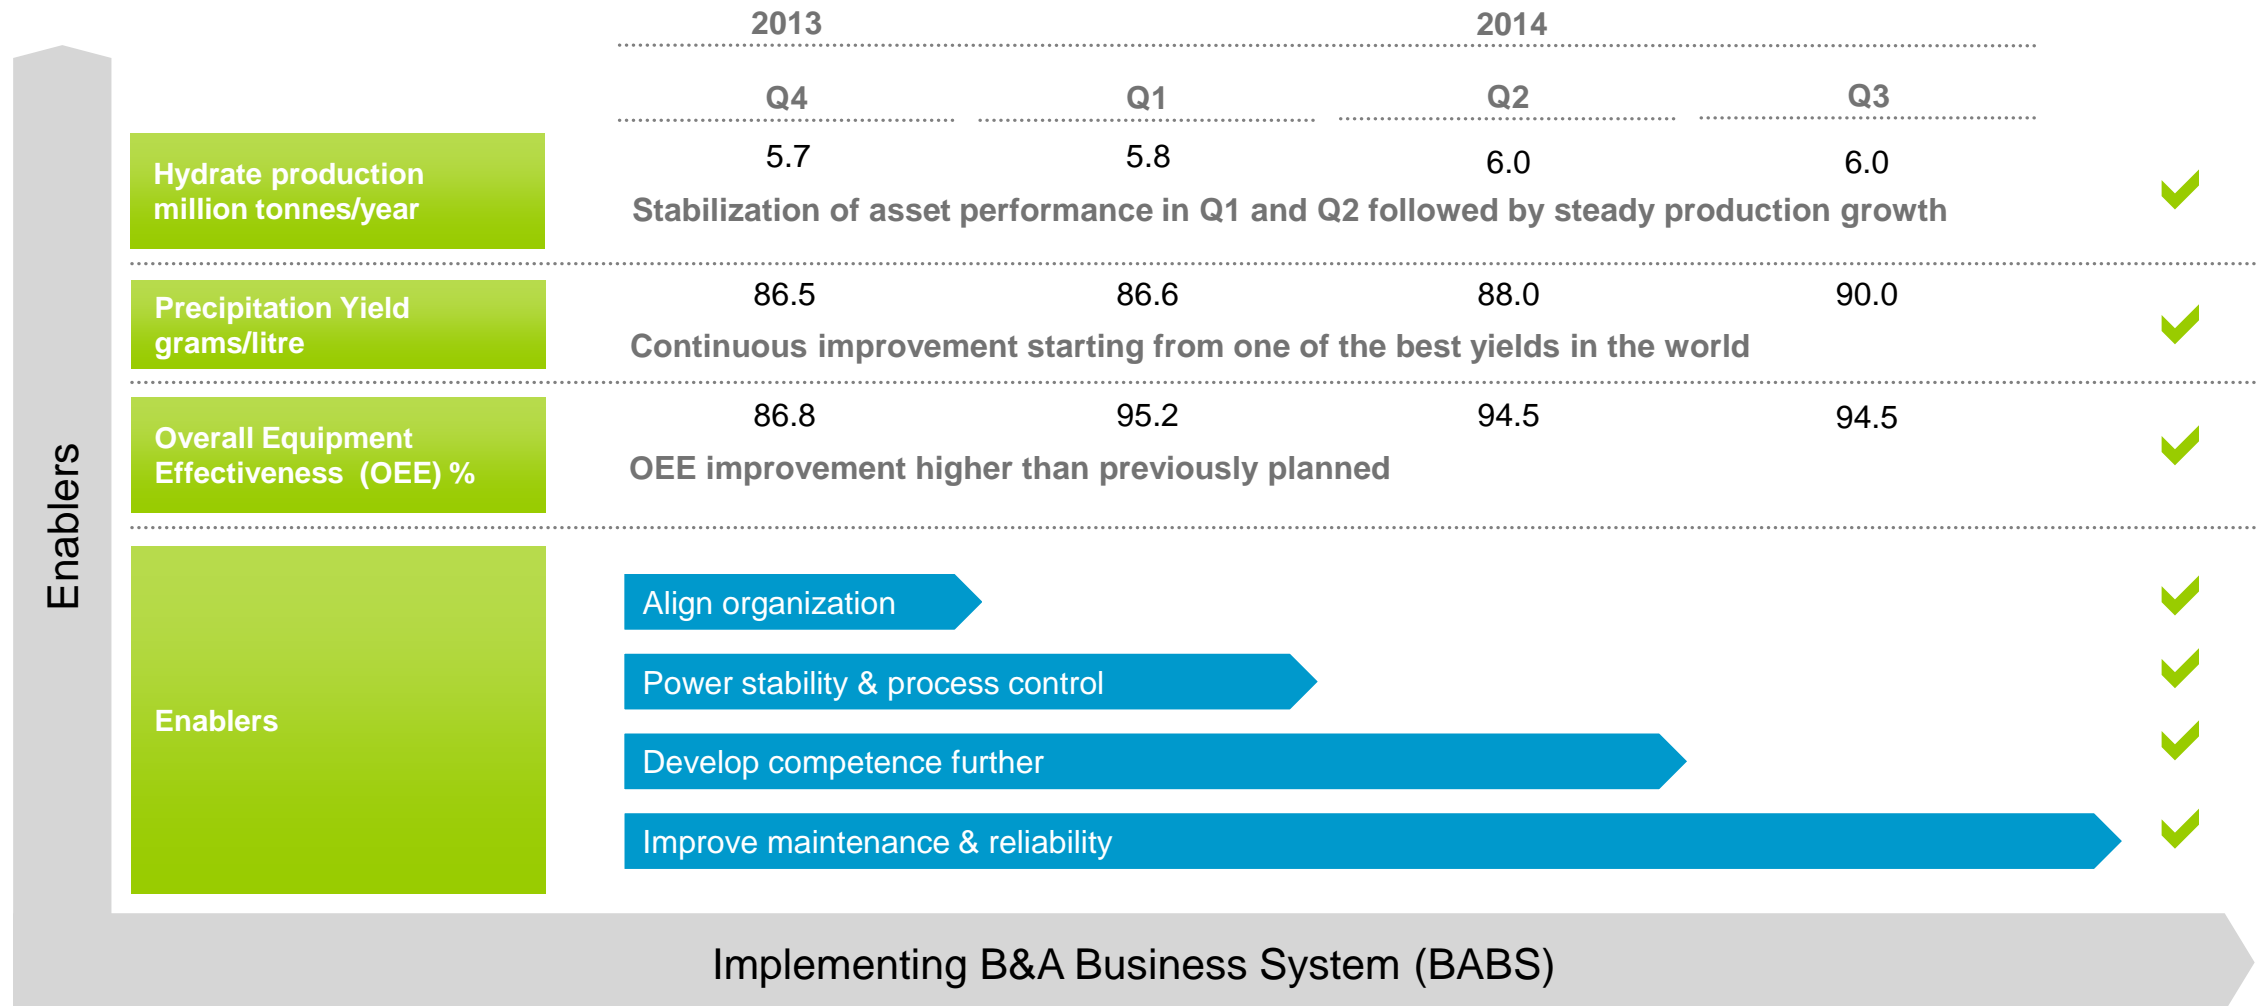 2013 2014
Q4 Q1 Q2 Q3
Hydrate production
million tonnes/year
5.7 5.8 6.0 6.0
Stabilization of asset performance in Q1 and Q2 followed by steady production growth
Precipitation Yield
grams/litre
86.5 86.6 88.0 90.0
Continuous improvement starting from one of the best yields in the world
Overall Equipment
Effectiveness (OEE) %
86.8 95.2 94.5 94.5
OEE improvement higher than previously planned
Enablers
Enablers
Align organization
Power stability & process control
Develop competence further
Improve maintenance & reliability
Implementing B&A Business System (BABS)